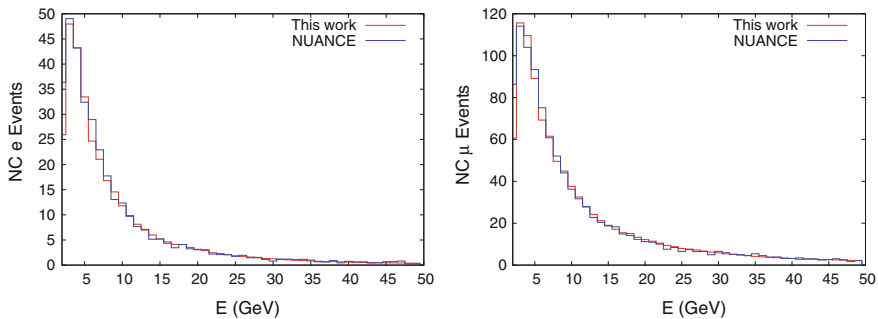 This work
NUANCE
NC e Events
50
45
40
35
30
25
20
15
10
5
0
5 10 15 20 25 30 35 40 45 50
E (GeV)
This work
NUANCE
NC μ Events
120
100
80
60
40
20
0
5 10 15 20 25 30 35 40 45 50
E (GeV)